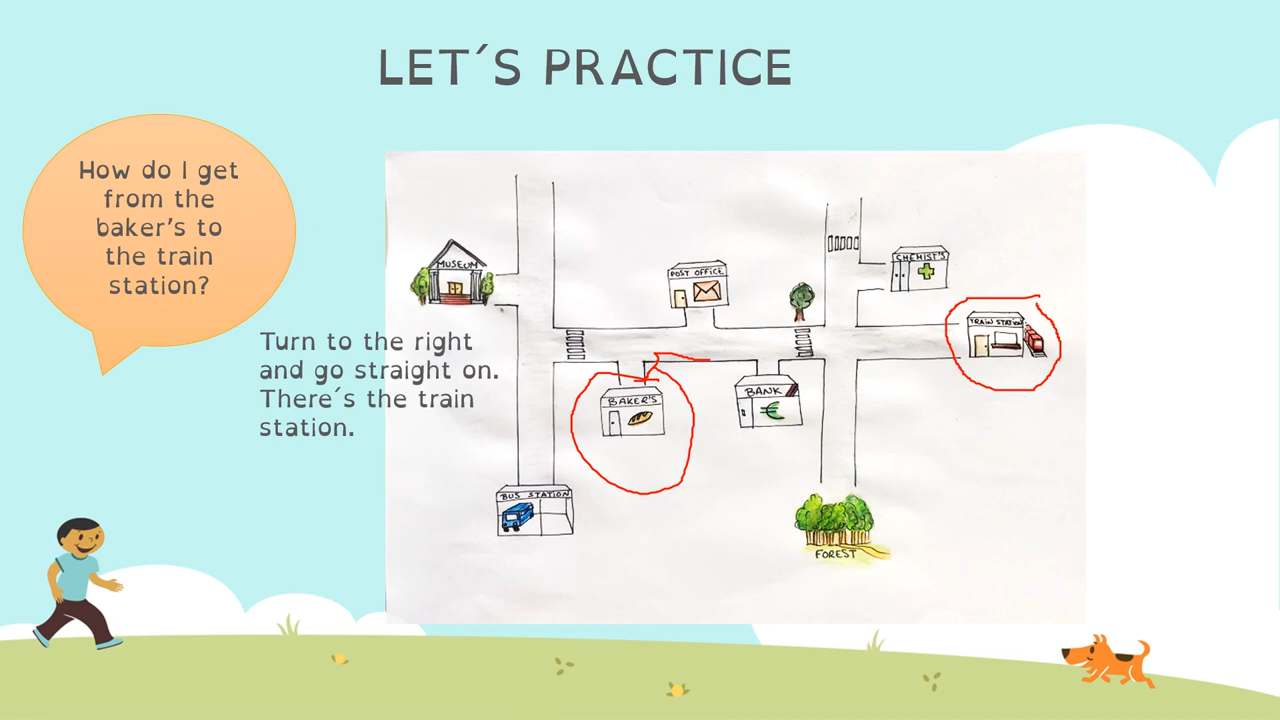 LET´S PRACTICE
How do I get
from the
baker’s to
the train
station?
Turn to the right
and go straight on.
There´s the train
station.
MUSEUM
POST OFFICE
CHEMIST'S
TRAIN STATION
BAKER'S
BANK
€
BUS STATION
FOREST